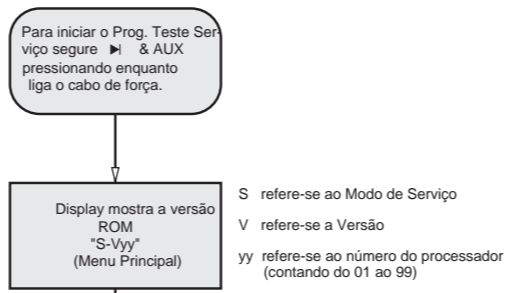 Para iniciar o Prog. Teste Ser-
viço segure ▶| & AUX
pressionando enquanto
liga o cabo de força.
Display mostra a versão
ROM
"S-Vyy"
(Menu Principal)
S refere-se ao Modo de Serviço
V refere-se a Versão
yy refere-se ao número do processador
(contando do 01 ao 99)